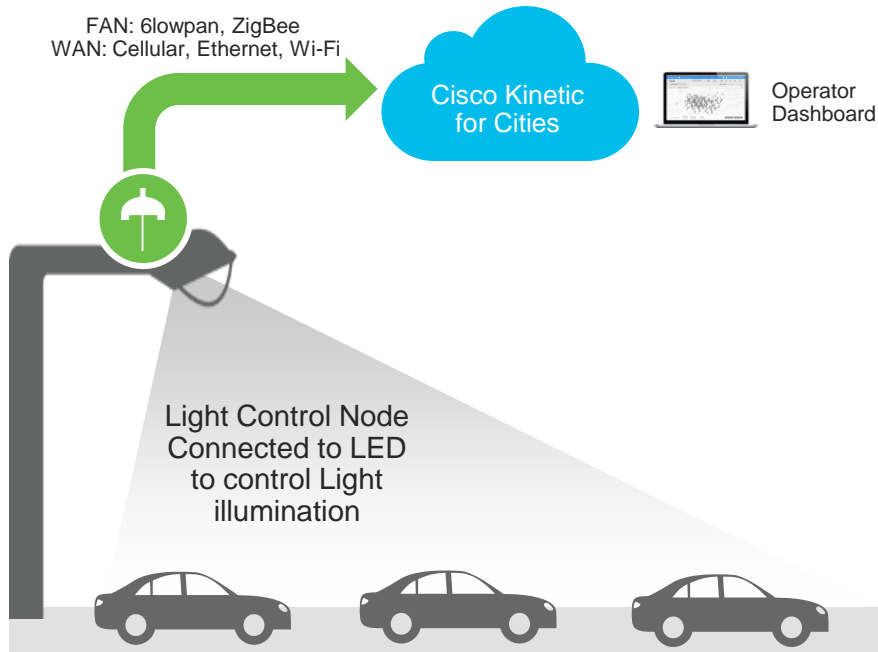 FAN: 6lowpan, ZigBee
WAN: Cellular, Ethernet, Wi-Fi
Cisco Kinetic
for Cities
Operator
Dashboard
Light Control Node
Connected to LED
to control Light
illumination